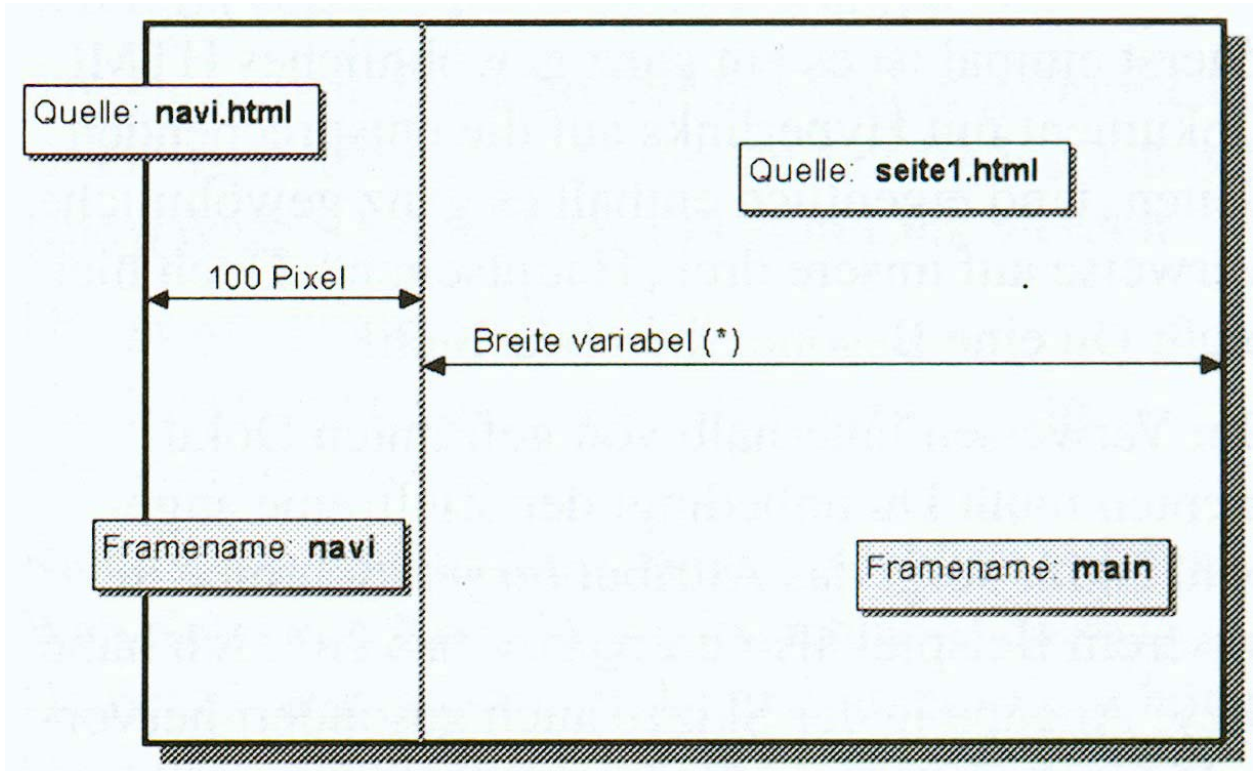 Quelle: navi.html
Quelle: seite1.html
100 Pixel
Breite variabel (*)
Framename: navi
Framename: main